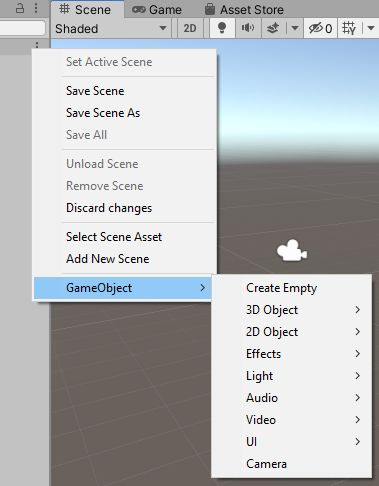 Scene Game Asset Store
Shaded 2D 0
Set Active Scene
Save Scene
Save Scene As
Save All
Unload Scene
Remove Scene
Discard changes
Select Scene Asset
Add New Scene
GameObject
Create Empty
3D Object
2D Object
Effects
Light
Audio
Video
UI
Camera